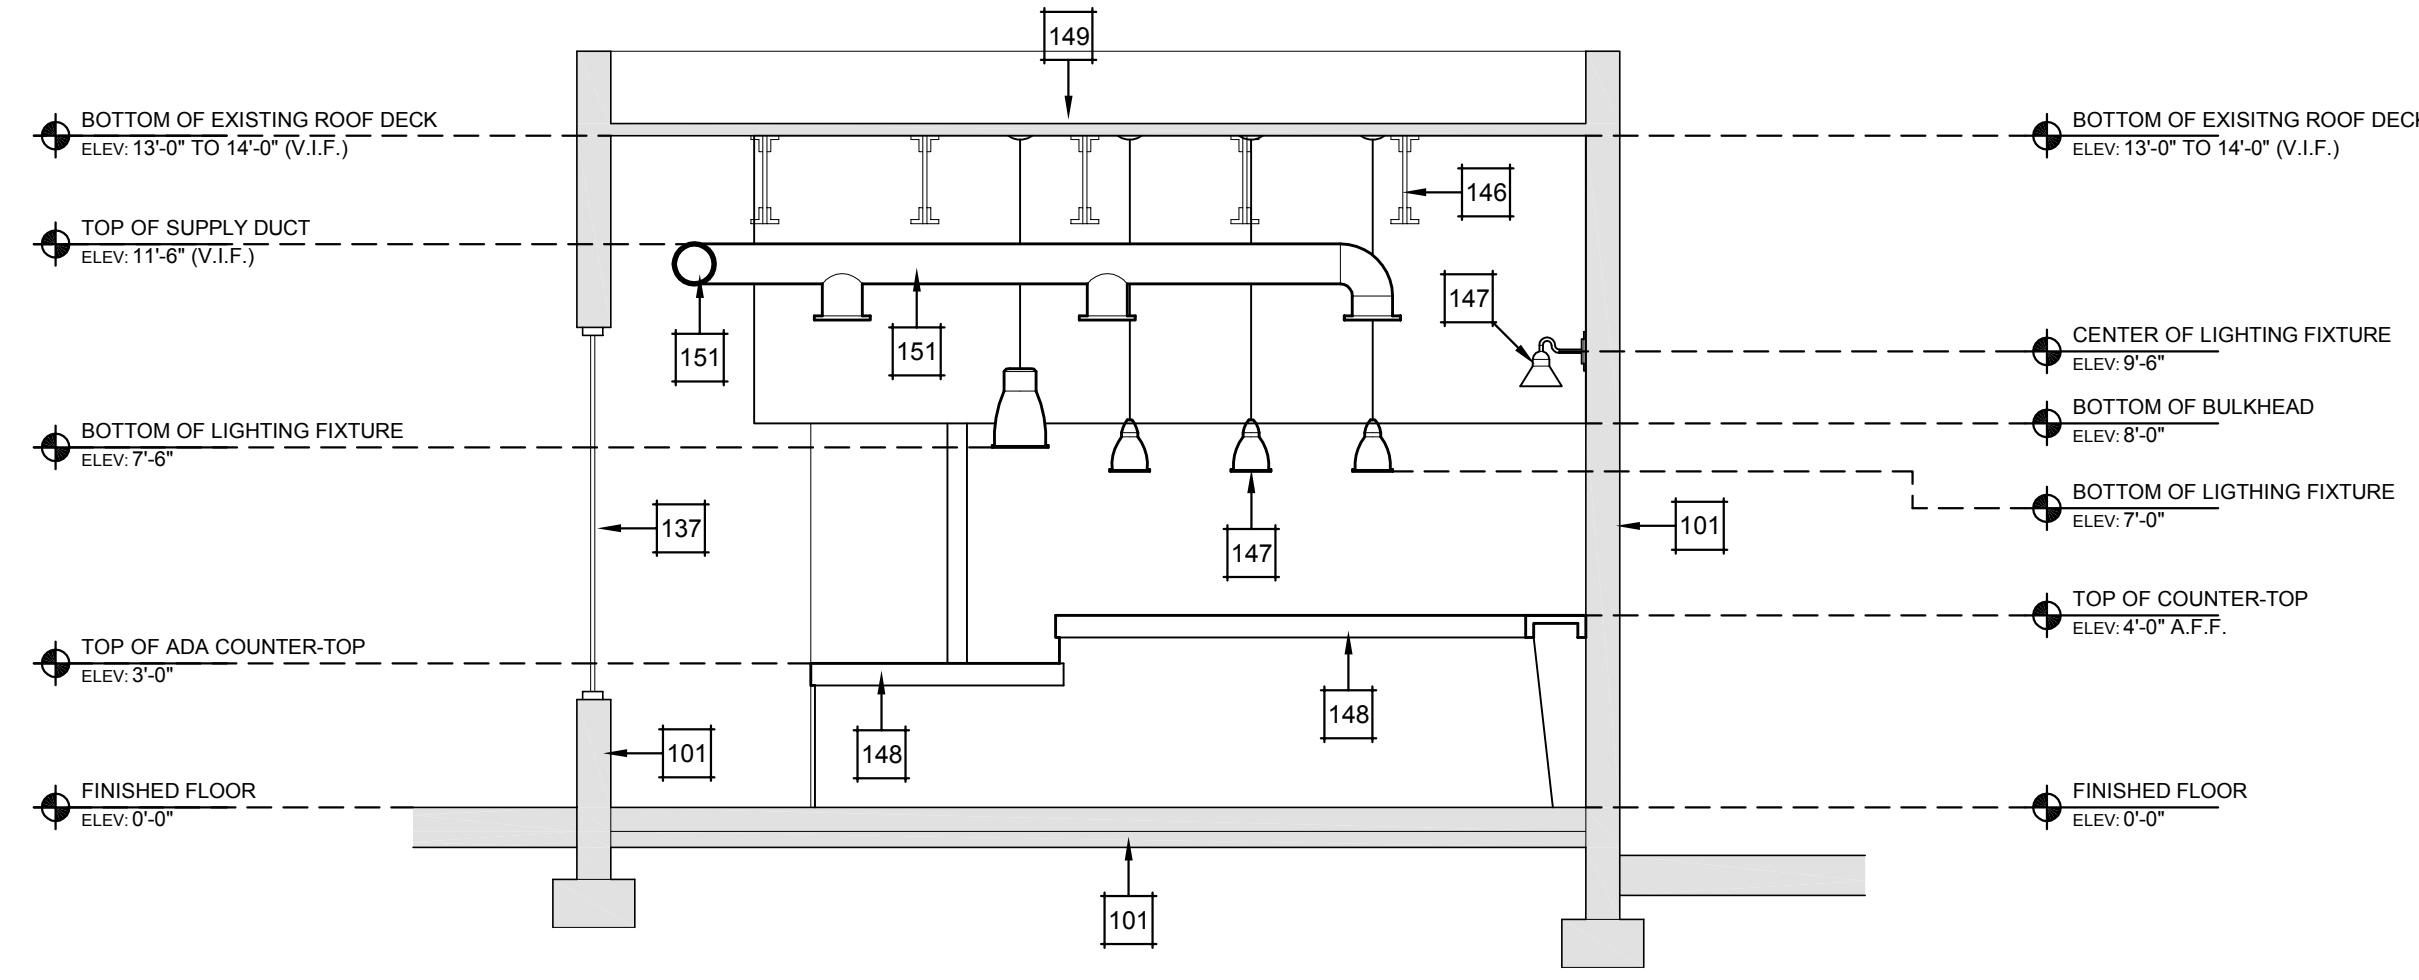 149
BOTTOM OF EXISTING ROOF DECK
ELEV: 13'-0" TO 14'-0" (V.I.F.)
BOTTOM OF EXISITNG ROOF DECK
ELEV: 13'-0" TO 14'-0" (V.I.F.)
146
TOP OF SUPPLY DUCT
ELEV: 11'-6" (V.I.F.)
147
151
151
CENTER OF LIGHTING FIXTURE
ELEV: 9'-6"
BOTTOM OF BULKHEAD
ELEV: 8'-0"
BOTTOM OF LIGHTING FIXTURE
ELEV: 7'-6"
BOTTOM OF LIGTHING FIXTURE
ELEV: 7'-0"
137
147
101
TOP OF COUNTER-TOP
ELEV: 4'-0" A.F.F.
TOP OF ADA COUNTER-TOP
ELEV: 3'-0"
148
101
148
FINISHED FLOOR
ELEV: 0'-0"
FINISHED FLOOR
ELEV: 0'-0"
101